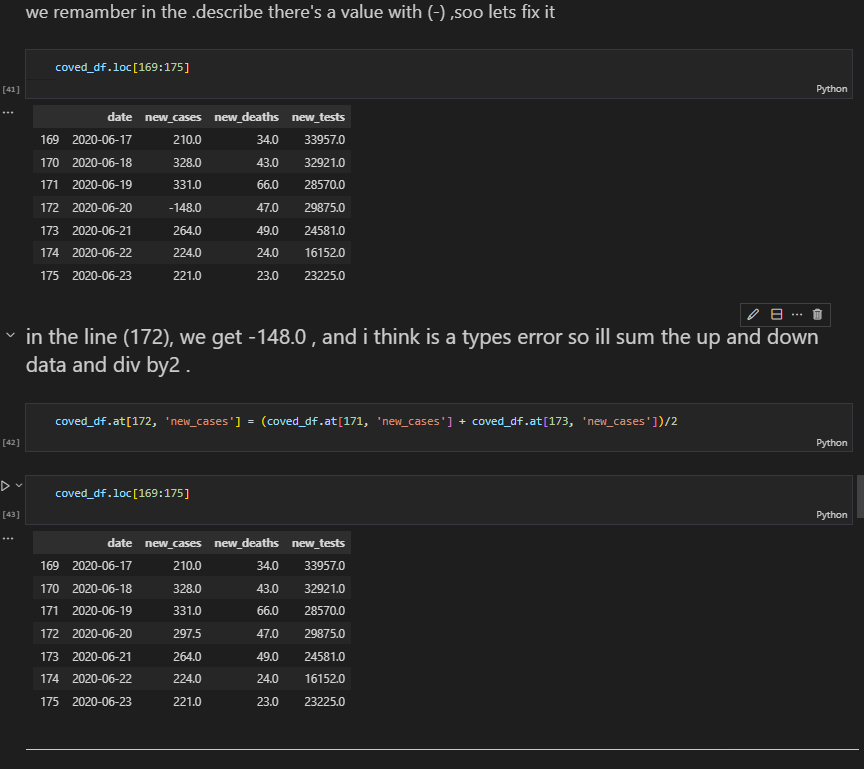 we remamber in the .describe there's a value with (-) ,soo lets fix it
coved_df.loc[169:175]
[41]
Python
...
date new_cases new_deaths new_tests
169 2020-06-17 210.0 34.0 33957.0
170 2020-06-18 328.0 43.0 32921.0
171 2020-06-19 331.0 66.0 28570.0
172 2020-06-20 -148.0 47.0 29875.0
173 2020-06-21 264.0 49.0 24581.0
174 2020-06-22 224.0 24.0 16152.0
175 2020-06-23 221.0 23.0 23225.0
in the line (172), we get -148.0 , and i think is a types error so ill sum the up and down
data and div by2 .
coved_df.at[172, 'new_cases'] = (coved_df.at[171, 'new_cases'] + coved_df.at[173, 'new_cases'])/2
[42]
Python
coved_df.loc[169:175]
[43]
Python
...
date new_cases new_deaths new_tests
169 2020-06-17 210.0 34.0 33957.0
170 2020-06-18 328.0 43.0 32921.0
171 2020-06-19 331.0 66.0 28570.0
172 2020-06-20 297.5 47.0 29875.0
173 2020-06-21 264.0 49.0 24581.0
174 2020-06-22 224.0 24.0 16152.0
175 2020-06-23 221.0 23.0 23225.0